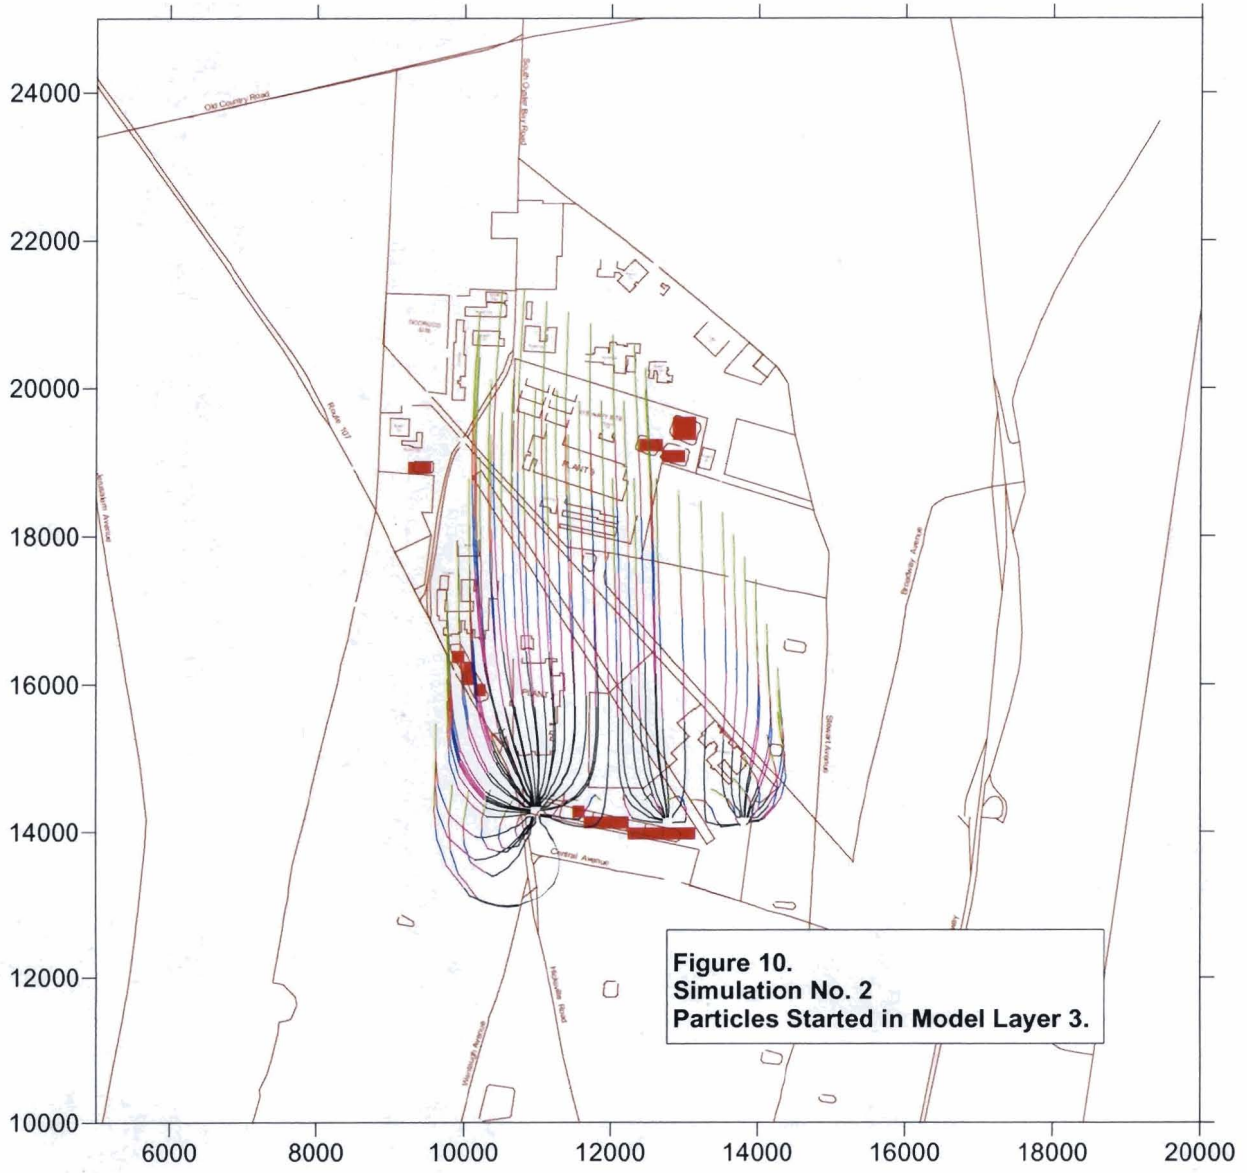 24000
22000
20000
18000
16000
14000
12000
10000
6000
8000
10000
12000
14000
16000
18000
20000
Old Country Road
South Oyster Bay Road
Route 107
Jerusalem Avenue
PLANT
PLANT
Broadway Avenue
Stewart Avenue
Central Avenue
Hicksville Road
Wantagh Avenue
Figure 10.
Simulation No. 2
Particles Started in Model Layer 3.